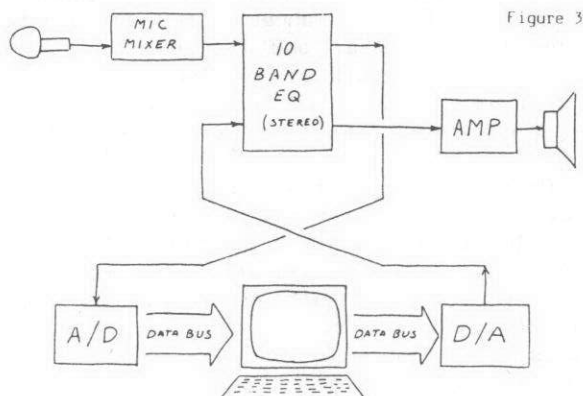 Figure 3
MIC
MIXER
10
BAND
EQ
(STEREO)
AMP
A/D
DATA BUS
DATA BUS
D/A